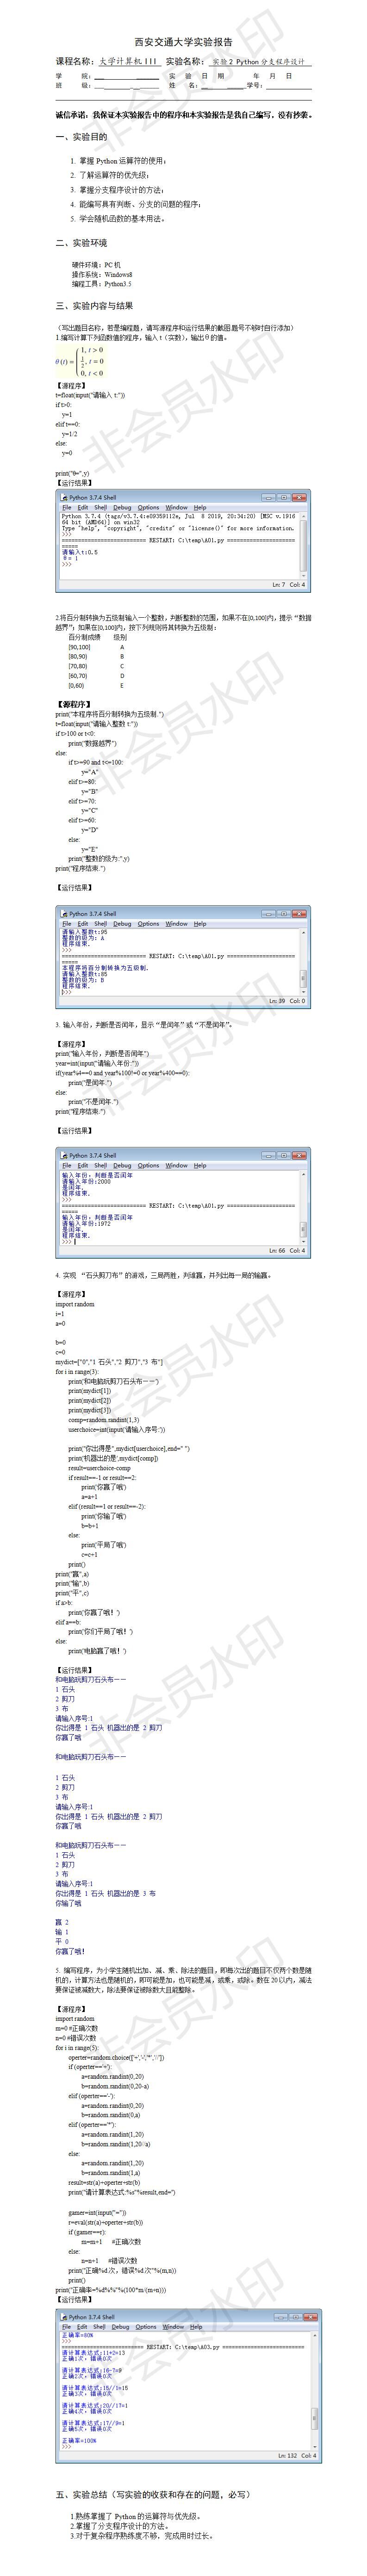 西安交通大学实验报告
课程名称：大学计算机III 实验名称：实验2 Python分支程序设计
学 院： 实 验 日 期 年 月 日
班 级： 姓 名： 学号：
诚信承诺：我保证本实验报告中的程序和本实验报告是我自己编写，没有抄袭。
一、实验目的
1. 掌握Python运算符的使用；
2. 了解运算符的优先级；
3. 掌握分支程序设计的方法；
4. 能编写具有判断、分支的问题的程序；
5. 学会随机函数的基本用法。
二、实验环境
硬件环境：PC机
操作系统：Windows8
编程工具：Python3.5
三、实验内容与结果
（写出题目名称，若是编程题，请写源程序和运行结果的截图.题号不够时自行添加）
1.编写计算下列函数值的程序，输入t（实数），输出θ的值。
θ(t) = { 1, t > 0
1/2, t = 0
0, t < 0
【源程序】
t=float(input("请输入t:"))
if t>0:
y=1
elif t==0:
y=1/2
else:
y=0
print("θ=",y)
【运行结果】
Python 3.7.4 Shell
File Edit Shell Debug Options Window Help
Python 3.7.4 (tags/v3.7.4:e09359112e, Jul 8 2019, 20:34:20) [MSC v.1916
64 bit (AMD64)] on win32
Type "help", "copyright", "credits" or "license()" for more information.
>>>
========================== RESTART: C:\temp\A01.py =====================
=====
请输入t:0.5
θ= 1
>>>
Ln: 7 Col: 4
2.将百分制转换为五级制输入一个整数，判断整数的范围，如果不在[0,100]内，提示“数据
越界”；如果在[0,100]内，按下列规则将其转换为五级制：
百分制成绩 级别
[90,100] A
[80,90) B
[70,80) C
[60,70) D
[0,60) E
【源程序】
print("本程序将百分制转换为五级制.")
t=float(input("请输入整数t:"))
if t>100 or t<0:
print("数据越界")
else:
if t>=90 and t<=100:
y="A"
elif t>=80:
y="B"
elif t>=70:
y="C"
elif t>=60:
y="D"
else:
y="E"
print("整数的级为:",y)
print("程序结束.")
【运行结果】
Python 3.7.4 Shell
File Edit Shell Debug Options Window Help
请输入整数t:95
整数的级为: A
程序结束.
>>>
========================== RESTART: C:\temp\A01.py =====================
=====
本程序将百分制转换为五级制.
请输入整数t:85
整数的级为: B
程序结束.
>>>
Ln: 39 Col: 0
3. 输入年份，判断是否闰年，显示“是闰年”或“不是闰年”。
【源程序】
print("输入年份，判断是否闰年")
year=int(input("请输入年份:"))
if(year%4==0 and year%100!=0 or year%400==0):
print("是闰年.")
else:
print("不是闰年.")
print("程序结束.")
【运行结果】
Python 3.7.4 Shell
File Edit Shell Debug Options Window Help
输入年份，判断是否闰年
请输入年份:2000
是闰年.
程序结束.
>>>
========================== RESTART: C:\temp\A01.py =====================
=====
输入年份，判断是否闰年
请输入年份:1972
是闰年.
程序结束.
>>>
Ln: 66 Col: 4
4. 实现 “石头剪刀布”的游戏，三局两胜，判谁赢，并列出每一局的输赢。
【源程序】
import random
i=1
a=0
b=0
c=0
mydict=["0","1 石头","2 剪刀","3 布"]
for i in range(3):
print('和电脑玩剪刀石头布——')
print(mydict[1])
print(mydict[2])
print(mydict[3])
comp=random.randint(1,3)
userchoice=int(input('请输入序号:'))
print("你出得是",mydict[userchoice],end=" ")
print('机器出的是',mydict[comp])
result=userchoice-comp
if result==-1 or result==2:
print('你赢了哦')
a=a+1
elif (result==1 or result==-2):
print('你输了哦')
b=b+1
else:
print('平局了哦')
c=c+1
print()
print("赢",a)
print("输",b)
print("平",c)
if a>b:
print('你赢了哦！')
elif a==b:
print('你们平局了哦！')
else:
print('电脑赢了哦！')
【运行结果】
和电脑玩剪刀石头布——
1 石头
2 剪刀
3 布
请输入序号:1
你出得是 1 石头 机器出的是 2 剪刀
你赢了哦
和电脑玩剪刀石头布——
1 石头
2 剪刀
3 布
请输入序号:1
你出得是 1 石头 机器出的是 2 剪刀
你赢了哦
和电脑玩剪刀石头布——
1 石头
2 剪刀
3 布
请输入序号:1
你出得是 1 石头 机器出的是 3 布
你输了哦
赢 2
输 1
平 0
你赢了哦！
5. 编写程序，为小学生随机出加、减、乘、除法的题目，即每次出的题目不仅两个数是随
机的，计算方法也是随机的，即可能是加，也可能是减，或乘，或除。数在20以内，减法
要保证被减数大，除法要保证被除数大且能整除。
【源程序】
import random
m=0 #正确次数
n=0 #错误次数
for i in range(5):
operter=random.choice(['+','-','*','//'])
if (operter=='+'):
a=random.randint(0,20)
b=random.randint(0,20-a)
elif (operter=='-'):
a=random.randint(0,20)
b=random.randint(0,a)
elif (operter=='*'):
a=random.randint(1,20)
b=random.randint(1,20//a)
else:
a=random.randint(1,20)
b=random.randint(1,a)
result=str(a)+operter+str(b)
print("请计算表达式:%s"%result,end='')
gamer=int(input("="))
r=eval(str(a)+operter+str(b))
if (gamer==r):
m=m+1 #正确次数
else:
n=n+1 #错误次数
print("正确%d次，错误%d次"%(m,n))
print()
print("正确率=%d%%"%(100*m/(m+n)))
【运行结果】
Python 3.7.4 Shell
File Edit Shell Debug Options Window Help
正确率=80%
>>>
========================= RESTART: C:\temp\A03.py =========================
请计算表达式:11+2=13
正确1次，错误0次
请计算表达式:16-7=9
正确2次，错误0次
请计算表达式:15//1=15
正确3次，错误0次
请计算表达式:20//17=1
正确4次，错误0次
请计算表达式:17//9=1
正确5次，错误0次
正确率=100%
>>>
Ln: 132 Col: 4
五、实验总结（写实验的收获和存在的问题，必写）
1.熟练掌握了Python的运算符与优先级。
2.掌握了分支程序设计的方法。
3.对于复杂程序熟练度不够，完成用时过长。
非会员水印